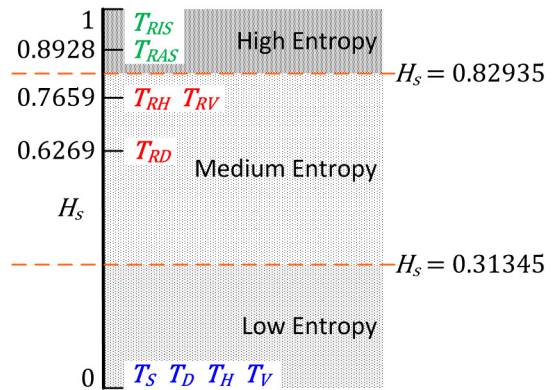 1 T_RIS
High Entropy
0.8928 T_RAS
H_s = 0.82935
0.7659 T_RH T_RV
0.6269 T_RD
Medium Entropy
H_s
H_s = 0.31345
Low Entropy
0 T_S T_D T_H T_V